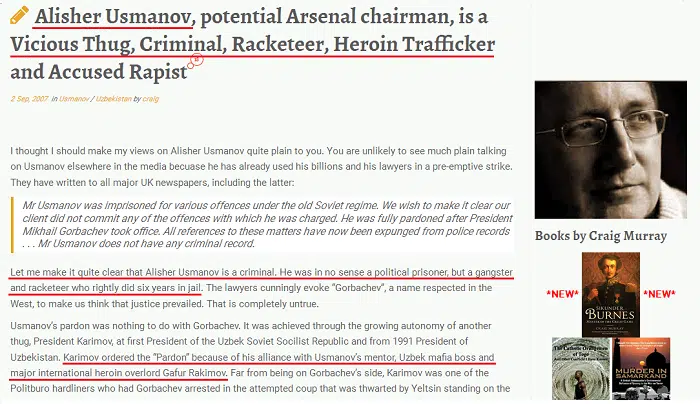 Alisher Usmanov, potential Arsenal chairman, is a
Vicious Thug, Criminal, Racketeer, Heroin Trafficker
and Accused Rapist
2 Sep, 2007 in Usmanov / Uzbekistan by craig
I thought I should make my views on Alisher Usmanov quite plain to you. You are unlikely to see much plain talking
on Usmanov elsewhere in the media becuase he has already used his billions and his lawyers in a pre-emptive strike.
They have written to all major UK newspapers, including the latter:
Mr Usmanov was imprisoned for various offences under the old Soviet regime. We wish to make it clear our
client did not commit any of the offences with which he was charged. He was fully pardoned after President
Mikhail Gorbachev took office. All references to these matters have now been expunged from police records
. . . Mr Usmanov does not have any criminal record.
Let me make it quite clear that Alisher Usmanov is a criminal. He was in no sense a political prisoner, but a gangster
and racketeer who rightly did six years in jail. The lawyers cunningly evoke “Gorbachev”, a name respected in the
West, to make us think that justice prevailed. That is completely untrue.
Usmanov’s pardon was nothing to do with Gorbachev. It was achieved through the growing autonomy of another
thug, President Karimov, at first President of the Uzbek Soviet Socilist Republic and from 1991 President of
Uzbekistan. Karimov ordered the “Pardon” because of his alliance with Usmanov’s mentor, Uzbek mafia boss and
major international heroin overlord Gafur Rakimov. Far from being on Gorbachev’s side, Karimov was one of the
Politburo hardliners who had Gorbachev arrested in the attempted coup that was thwarted by Yeltsin standing on the
Books by Craig Murray
*NEW*
SIKUNDER
BURNES
*NEW*
The Catholic Orangemen
of Togo
MURDER IN
SAMARKAND